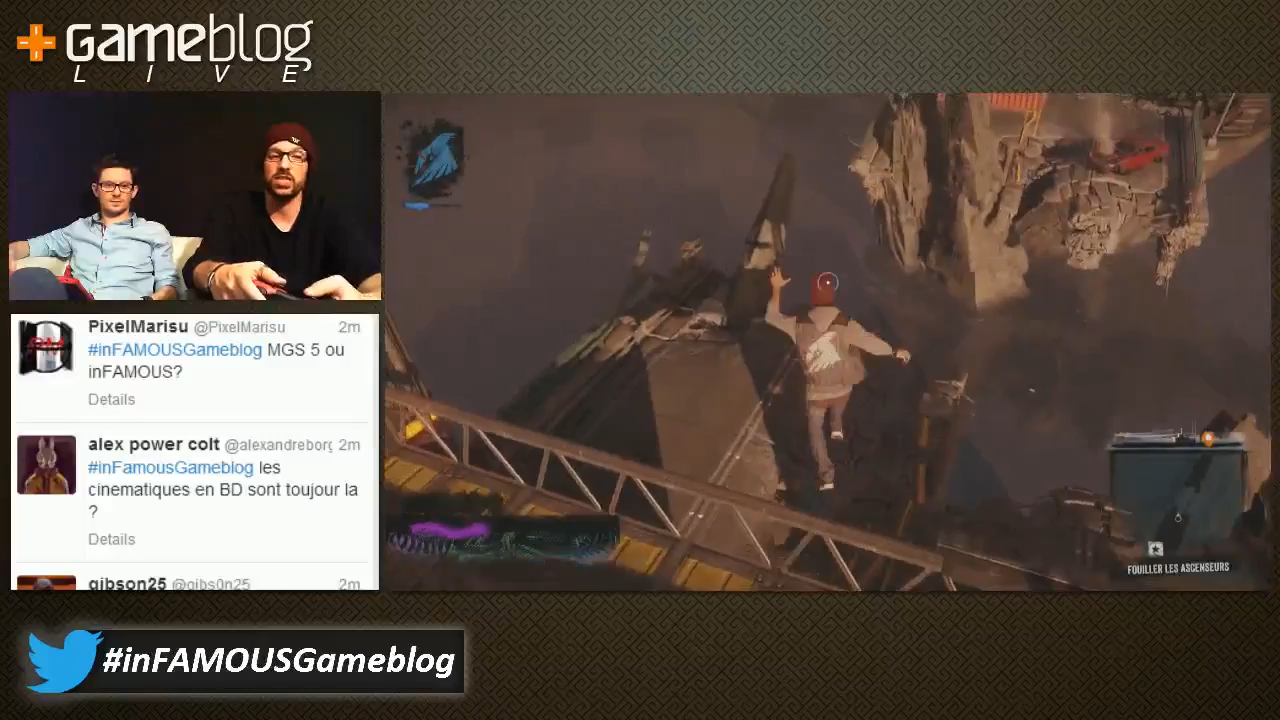 gameblog
LIVE
PixelMarisu @PixelMarisu 2m
#inFAMOUSGameblog MGS 5 ou
inFAMOUS?
Details
alex power colt @alexandreborg 2m
#inFamousGameblog les
cinematiques en BD sont toujour la
?
Details
gibson25 @gibs0n25 2m
FOUILLER LES ASCENSEURS
#inFAMOUSGameblog